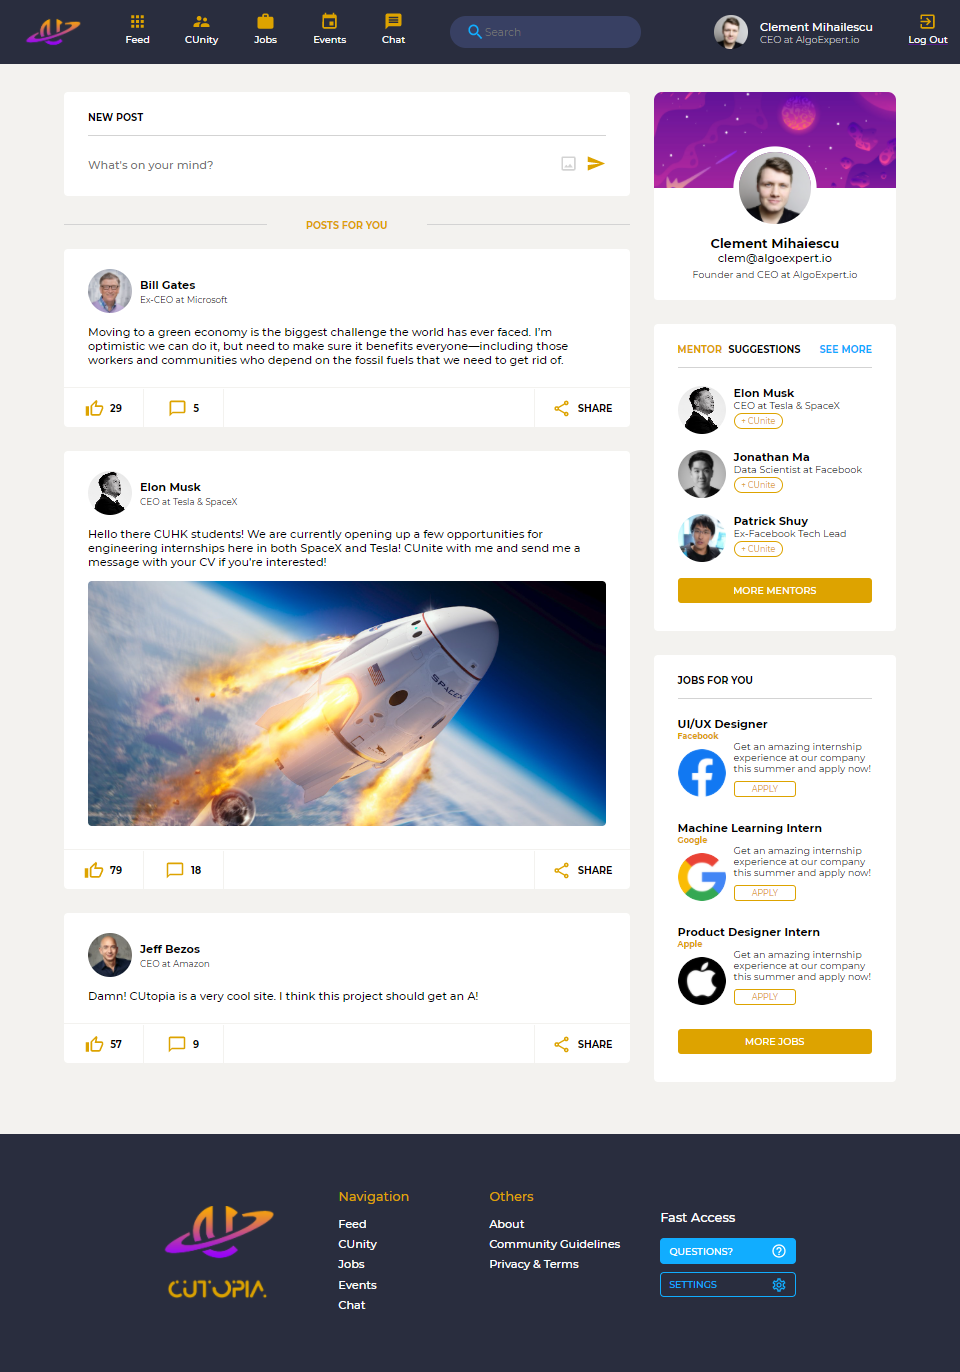 Feed
CUnity
Jobs
Events
Chat
Search
Clement Mihailescu
CEO at AlgoExpert.io
Log Out
NEW POST
What's on your mind?
POSTS FOR YOU
Bill Gates
Ex-CEO at Microsoft
Moving to a green economy is the biggest challenge the world has ever faced. I'm
optimistic we can do it, but need to make sure it benefits everyone—including those
workers and communities who depend on the fossil fuels that we need to get rid of.
29
5
SHARE
Elon Musk
CEO at Tesla & SpaceX
Hello there CUHK students! We are currently opening up a few opportunities for
engineering internships here in both SpaceX and Tesla! CUnite with me and send me a
message with your CV if you're interested!
SPACEX
79
18
SHARE
Jeff Bezos
CEO at Amazon
Damn! CUtopia is a very cool site. I think this project should get an A!
57
9
SHARE
Clement Mihaiescu
clem@algoexpert.io
Founder and CEO at AlgoExpert.io
MENTOR SUGGESTIONS SEE MORE
Elon Musk
CEO at Tesla & SpaceX
+ CUnite
Jonathan Ma
Data Scientist at Facebook
+ CUnite
Patrick Shuy
Ex-Facebook Tech Lead
+ CUnite
MORE MENTORS
JOBS FOR YOU
UI/UX Designer
Facebook
Get an amazing internship
experience at our company
this summer and apply now!
APPLY
Machine Learning Intern
Google
Get an amazing internship
experience at our company
this summer and apply now!
APPLY
Product Designer Intern
Apple
Get an amazing internship
experience at our company
this summer and apply now!
APPLY
MORE JOBS
CUTOPIA
Navigation
Feed
CUnity
Jobs
Events
Chat
Others
About
Community Guidelines
Privacy & Terms
Fast Access
QUESTIONS?
SETTINGS